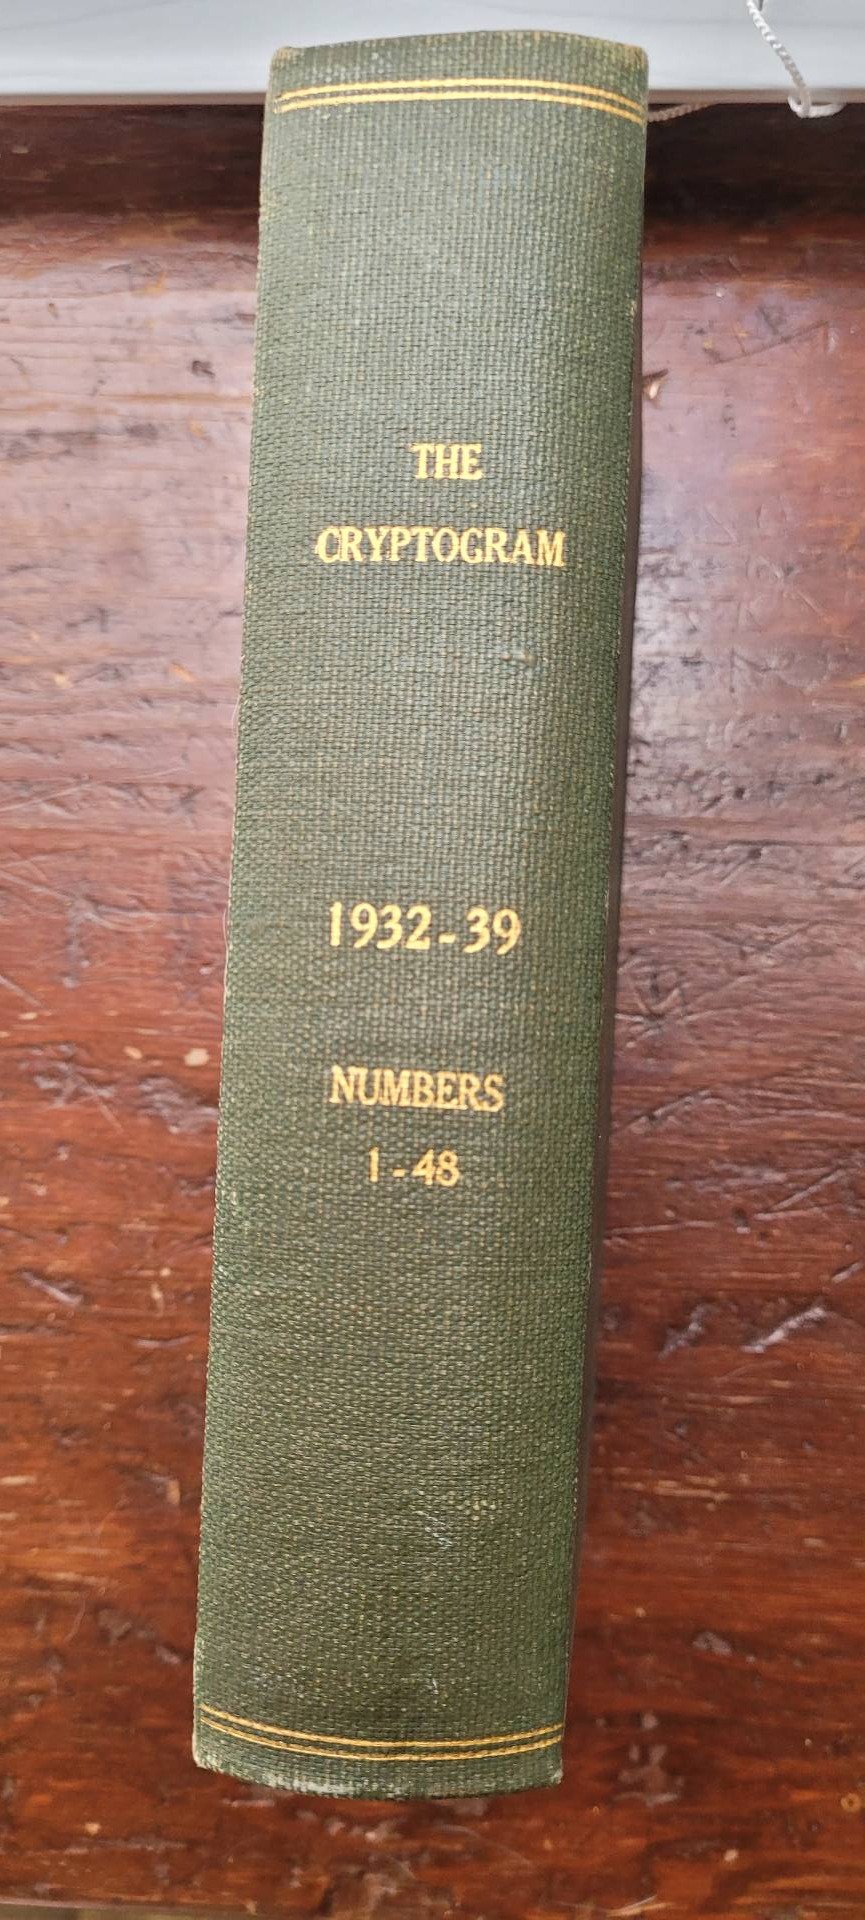 THE
CRYPTOGRAM
1932-39
NUMBERS
1-48